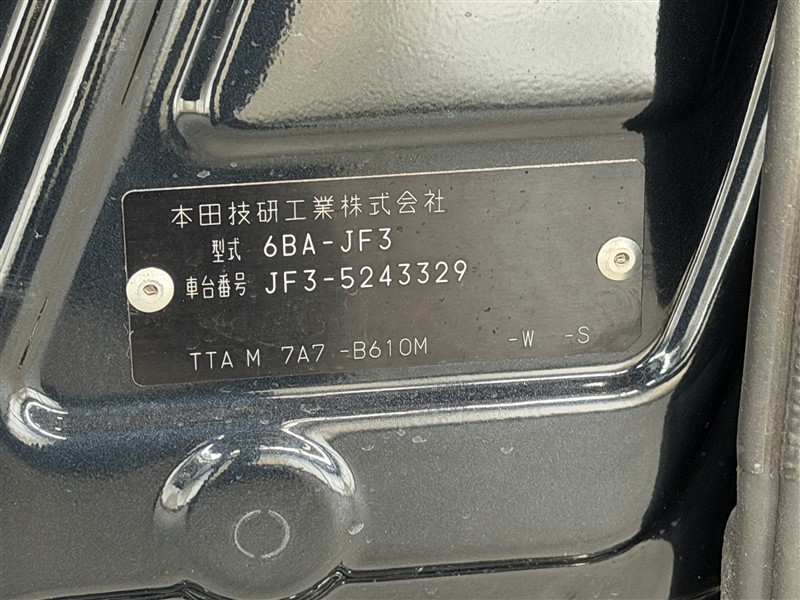 本田技研工業株式会社
型式 6BA-JF3
車台番号 JF3-5243329
TTA M 7A7 -B610M -W -S